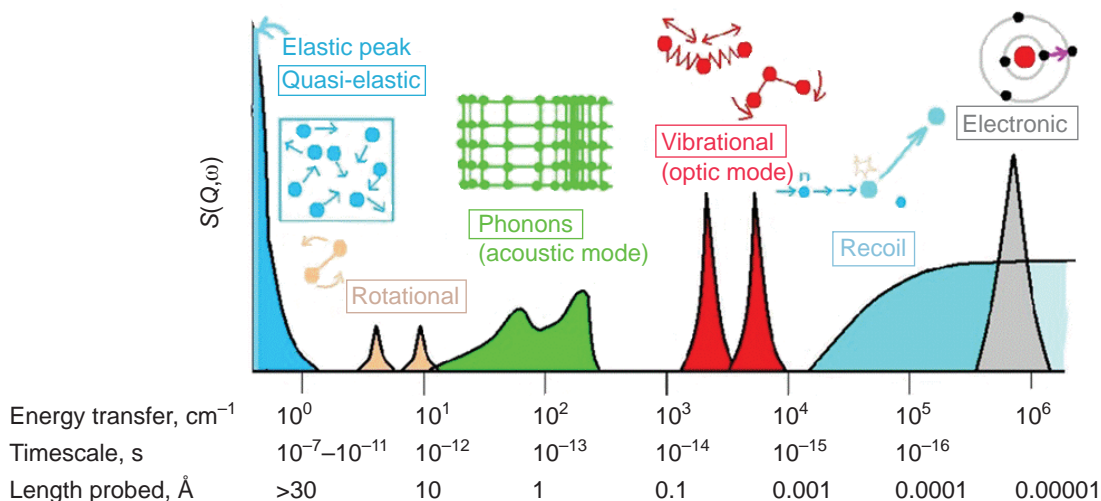 Elastic peak
Quasi-elastic
Rotational
Phonons
(acoustic mode)
Vibrational
(optic mode)
n
Recoil
Electronic
S(Q,ω)
Energy transfer, cm⁻¹ 10⁰ 10¹ 10² 10³ 10⁴ 10⁵ 10⁶
Timescale, s 10⁻⁷–10⁻¹¹ 10⁻¹² 10⁻¹³ 10⁻¹⁴ 10⁻¹⁵ 10⁻¹⁶
Length probed, Å >30 10 1 0.1 0.001 0.0001 0.00001